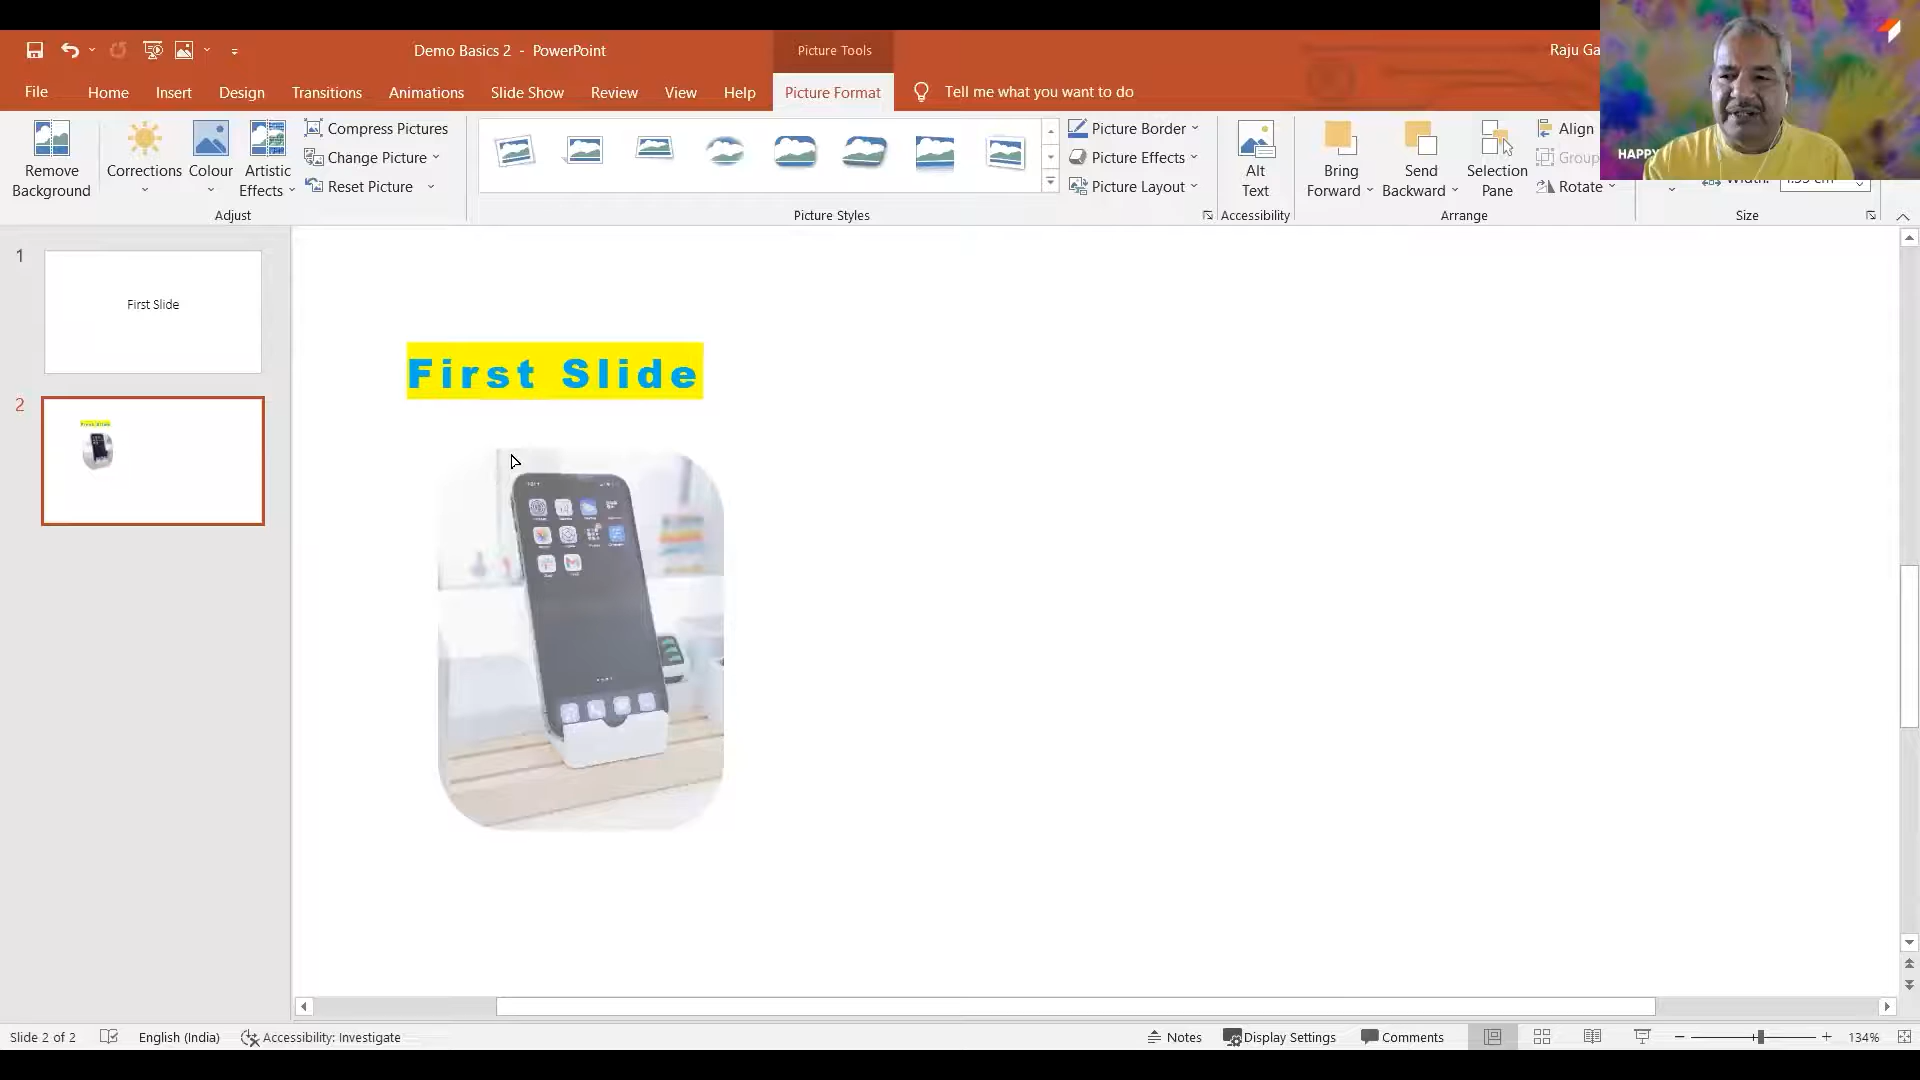 Demo Basics 2 - PowerPoint
Picture Tools
Raju Ga
File
Home
Insert
Design
Transitions
Animations
Slide Show
Review
View
Help
Picture Format
Tell me what you want to do
Remove Background
Corrections
Colour
Artistic Effects
Compress Pictures
Change Picture
Reset Picture
Adjust
Picture Styles
Picture Border
Picture Effects
Picture Layout
Alt Text
Accessibility
Bring Forward
Send Backward
Selection Pane
Align
Group
Rotate
Arrange
Width:
Size
HAPPY
1
First Slide
2
First Slide
First Slide
Slide 2 of 2
English (India)
Accessibility: Investigate
Notes
Display Settings
Comments
134%